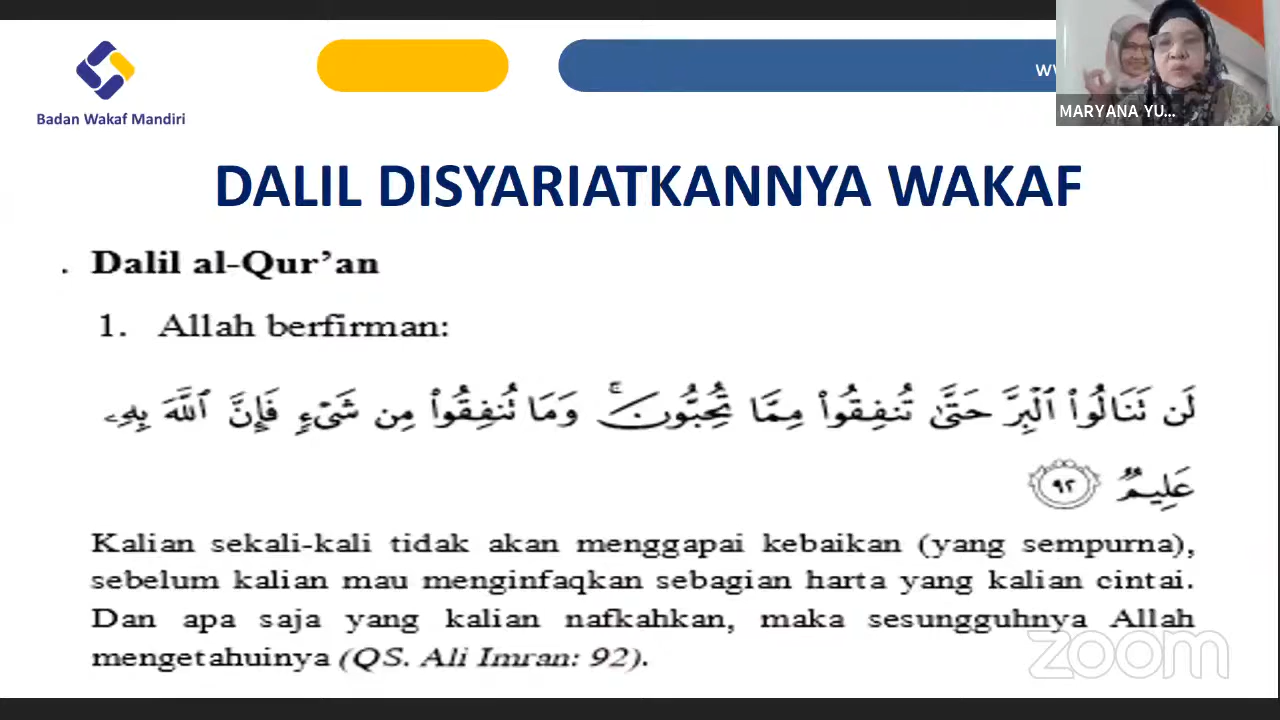 Badan Wakaf Mandiri
MARYANA YU...
DALIL DISYARIATKANNYA WAKAF
. Dalil al-Qur’an
1. Allah berfirman:
لَن تَنَالُوا۟ ٱلْبِرَّ حَتَّىٰ تُنفِقُوا۟ مِمَّا تُحِبُّونَ ۚ وَمَا تُنفِقُوا۟ مِن شَىْءٍ فَإِنَّ ٱللَّهَ بِهِۦ
عَلِيمٌ ٩٢
Kalian sekali-kali tidak akan menggapai kebaikan (yang sempurna),
sebelum kalian mau menginfaqkan sebagian harta yang kalian cintai.
Dan apa saja yang kalian nafkahkan, maka sesungguhnya Allah
mengetahuinya (QS. Ali Imran: 92).
zoom